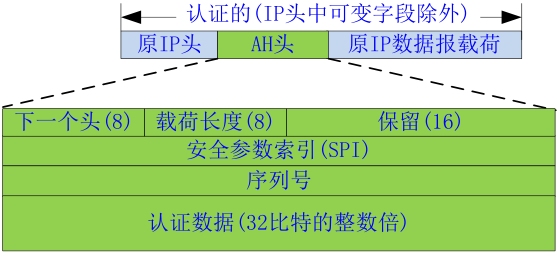 认证的(IP头中可变字段除外)
原IP头 AH头 原IP数据报载荷
下一个头(8) 载荷长度(8) 保留(16)
安全参数索引(SPI)
序列号
认证数据(32比特的整数倍)